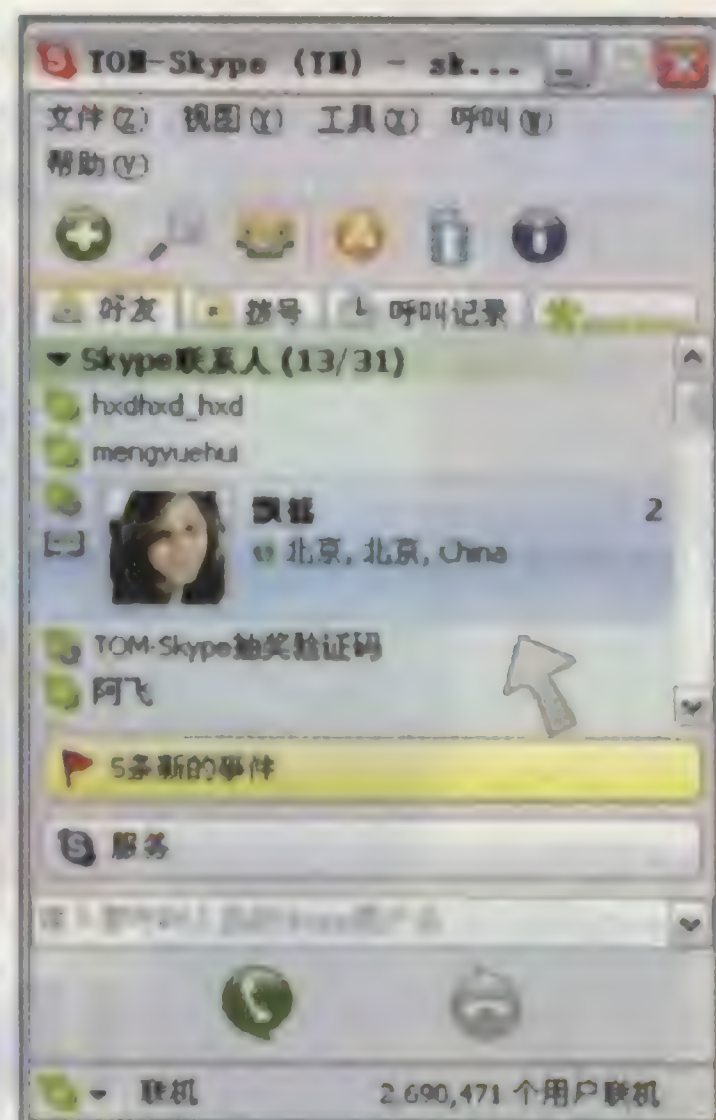 TOM-Skype (TM) - sk...
文件(Z) 视图(Y) 工具(X) 呼叫(W)
帮助(V)
好友 拨号 呼叫记录
Skype联系人 (13/31)
hxdhxd_hxd
mengyuehui
2
北京, 北京, China
TOM-Skype抽奖验证码
阿飞
5条新的事件
服务
联机 2 690,471 个用户联机